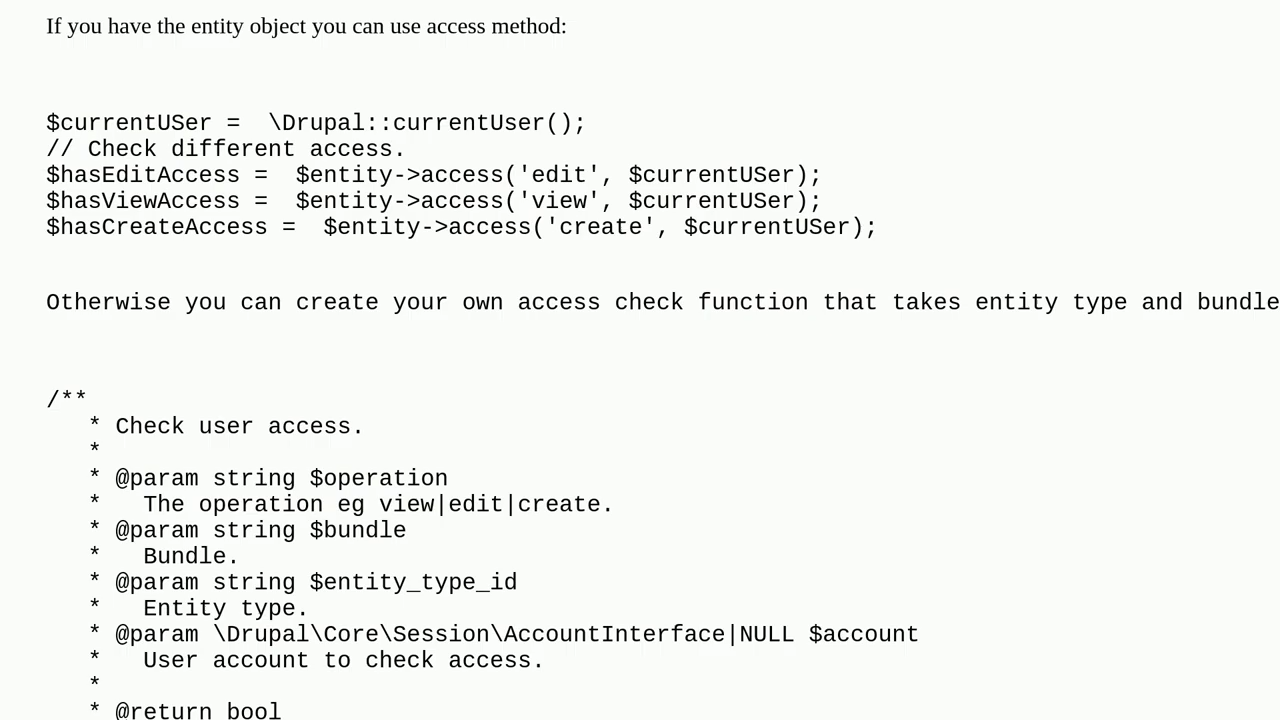 If you have the entity object you can use access method:
$currentUSer =  \Drupal::currentUser();
// Check different access.
$hasEditAccess =  $entity->access('edit', $currentUSer);
$hasViewAccess =  $entity->access('view', $currentUSer);
$hasCreateAccess =  $entity->access('create', $currentUSer);
Otherwise you can create your own access check function that takes entity type and bundle
/**
   * Check user access.
   *
   * @param string $operation
   *   The operation eg view|edit|create.
   * @param string $bundle
   *   Bundle.
   * @param string $entity_type_id
   *   Entity type.
   * @param \Drupal\Core\Session\AccountInterface|NULL $account
   *   User account to check access.
   *
   * @return bool